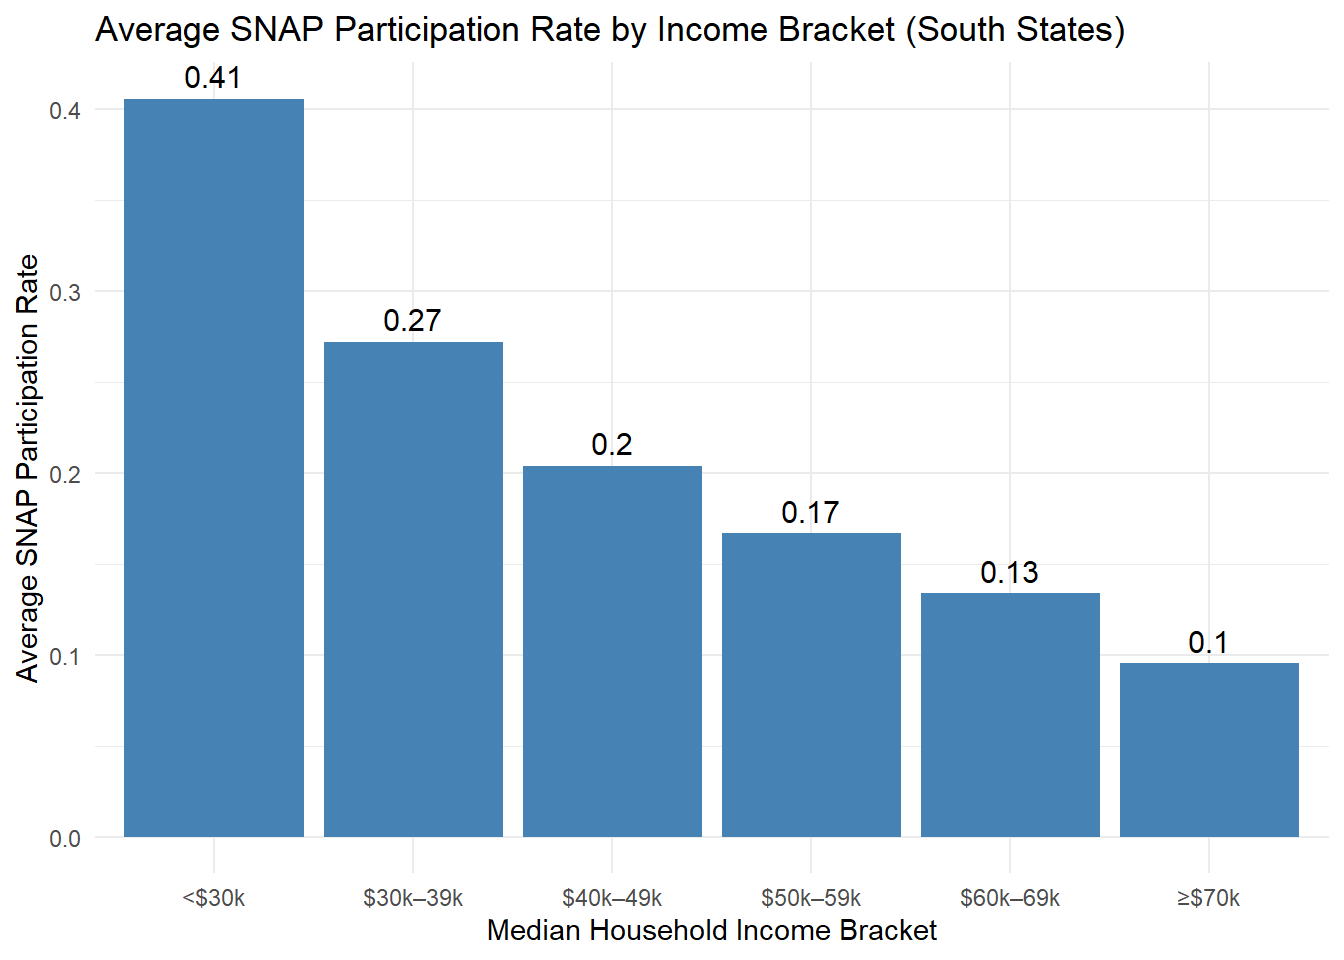 Average SNAP Participation Rate by Income Bracket (South States)
0.41
0.4
0.27
0.3
0.2
0.2
0.17
0.13
0.1
0.1
0.0
Average SNAP Participation Rate
<$30k $30k–39k $40k–49k $50k–59k $60k–69k ≥$70k
Median Household Income Bracket